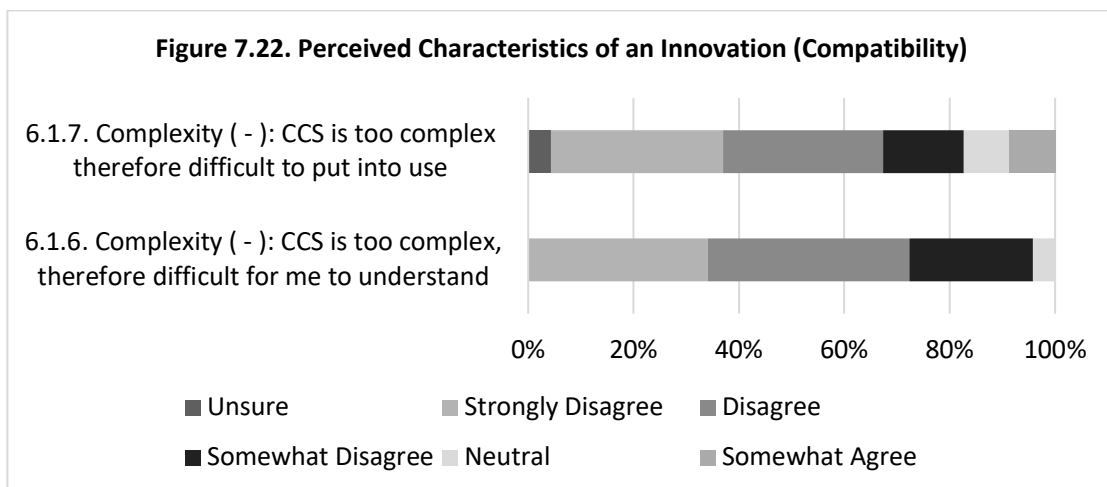 Figure 7.22. Perceived Characteristics of an Innovation (Compatibility)
6.1.7. Complexity ( - ): CCS is too complex
therefore difficult to put into use
6.1.6. Complexity ( - ): CCS is too complex,
therefore difficult for me to understand
0% 20% 40% 60% 80% 100%
Unsure Strongly Disagree Disagree
Somewhat Disagree Neutral Somewhat Agree